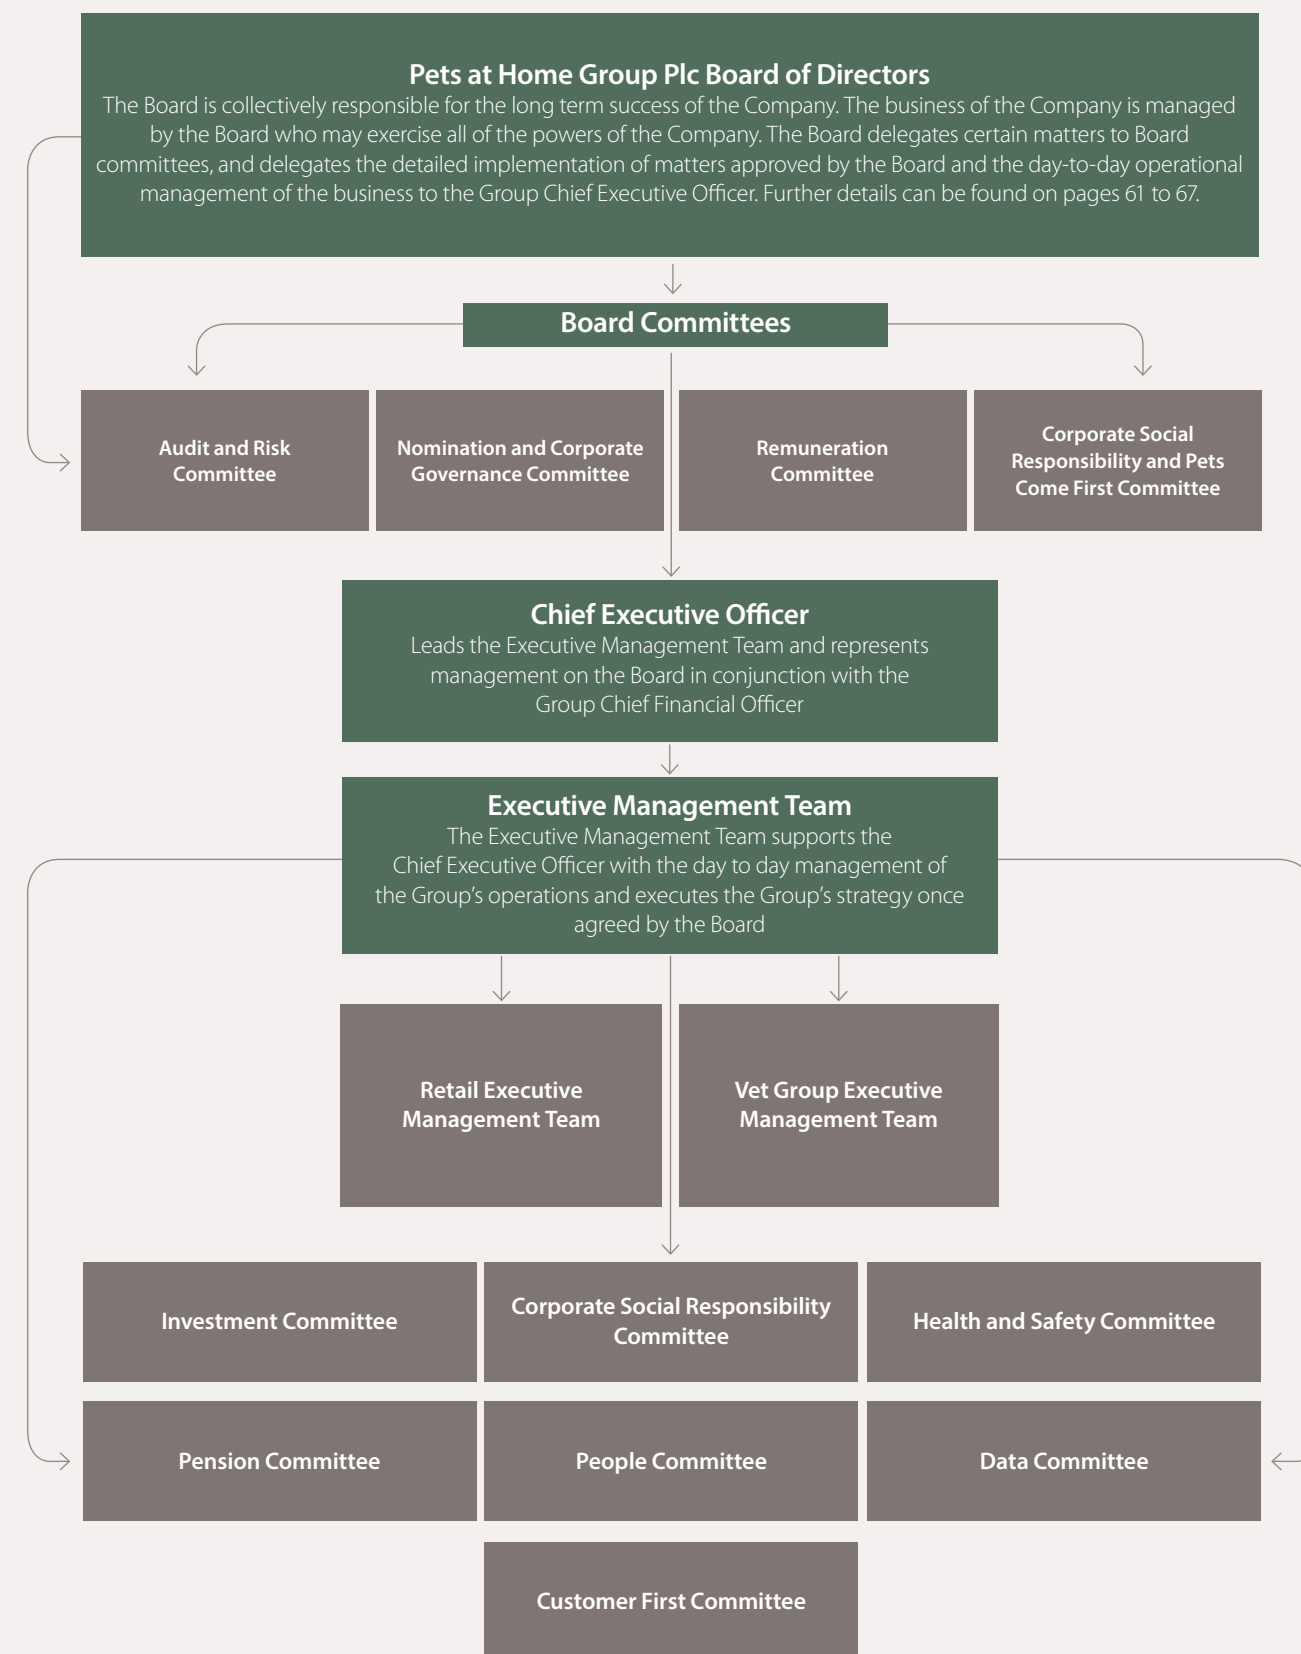 Pets at Home Group Plc Board of Directors
The Board is collectively responsible for the long term success of the Company. The business of the Company is managed
by the Board who may exercise all of the powers of the Company. The Board delegates certain matters to Board
committees, and delegates the detailed implementation of matters approved by the Board and the day-to-day operational
management of the business to the Group Chief Executive Officer. Further details can be found on pages 61 to 67.
Board Committees
Audit and Risk
Committee
Nomination and Corporate
Governance Committee
Remuneration
Committee
Corporate Social
Responsibility and Pets
Come First Committee
Chief Executive Officer
Leads the Executive Management Team and represents
management on the Board in conjunction with the
Group Chief Financial Officer
Executive Management Team
The Executive Management Team supports the
Chief Executive Officer with the day to day management of
the Group's operations and executes the Group's strategy once
agreed by the Board
Retail Executive
Management Team
Vet Group Executive
Management Team
Investment Committee
Corporate Social Responsibility
Committee
Health and Safety Committee
Pension Committee
People Committee
Data Committee
Customer First Committee